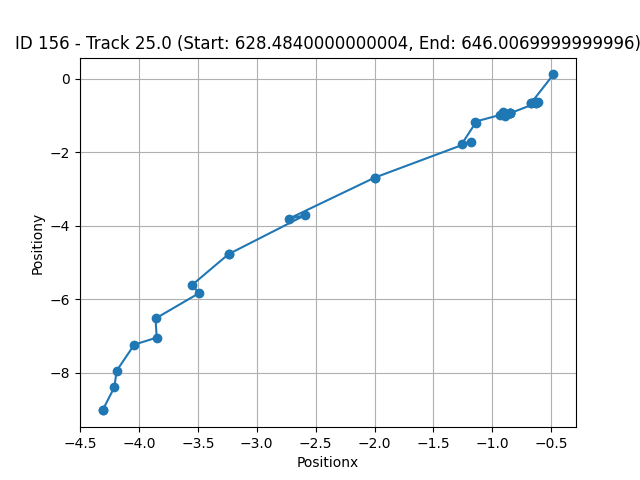 ID 156 - Track 25.0 (Start: 628.4840000000004, End: 646.0069999999996)
0
−2
−4
−6
−8
Positiony
−4.5 −4.0 −3.5 −3.0 −2.5 −2.0 −1.5 −1.0 −0.5
Positionx